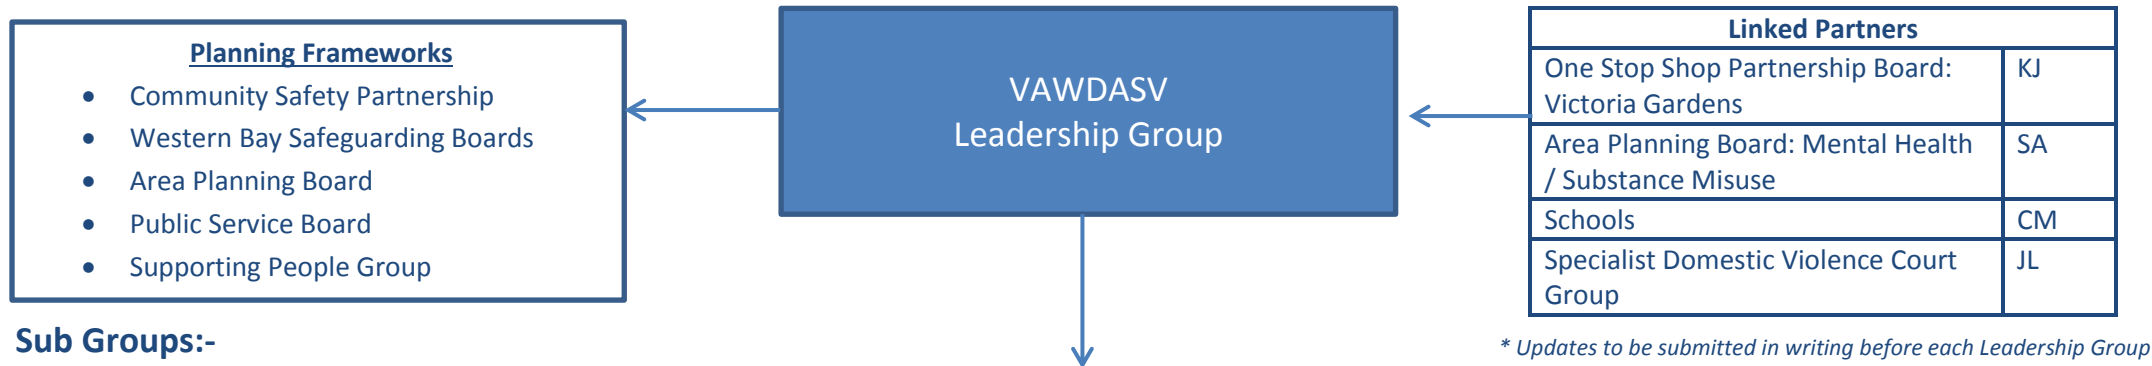 Planning Frameworks
• Community Safety Partnership
• Western Bay Safeguarding Boards
• Area Planning Board
• Public Service Board
• Supporting People Group
VAWDASV
Leadership Group
Linked Partners
One Stop Shop Partnership Board: KJ
Victoria Gardens
Area Planning Board: Mental Health SA
/ Substance Misuse
Schools CM
Specialist Domestic Violence Court JL
Group
Sub Groups:-
* Updates to be submitted in writing before each Leadership Group